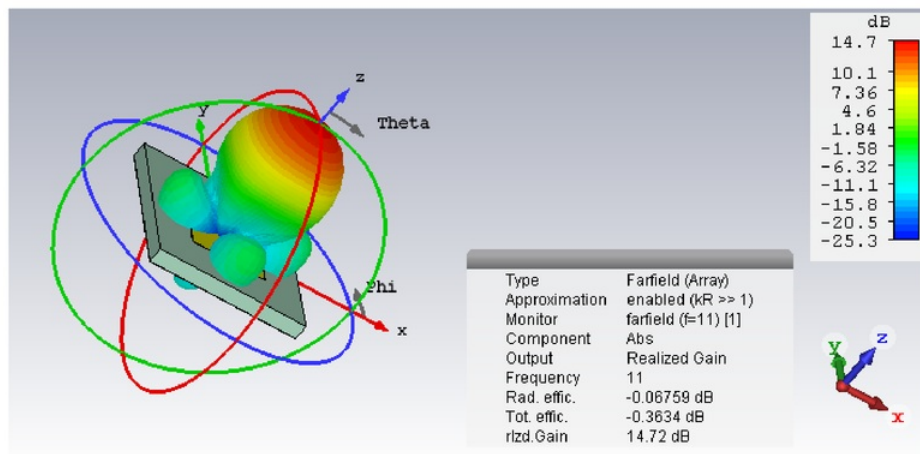 dB
14.7
10.1
7.36
4.6
1.84
-1.58
-6.32
-11.1
-15.8
-20.5
-25.3
z
Theta
y
Phi
x
Type Farfield (Array)
Approximation enabled (kR >> 1)
Monitor farfield (f=11) [1]
Component Abs
Output Realized Gain
Frequency 11
Rad. effic. -0.06759 dB
Tot. effic. -0.3634 dB
rlzd.Gain 14.72 dB
y
z
x